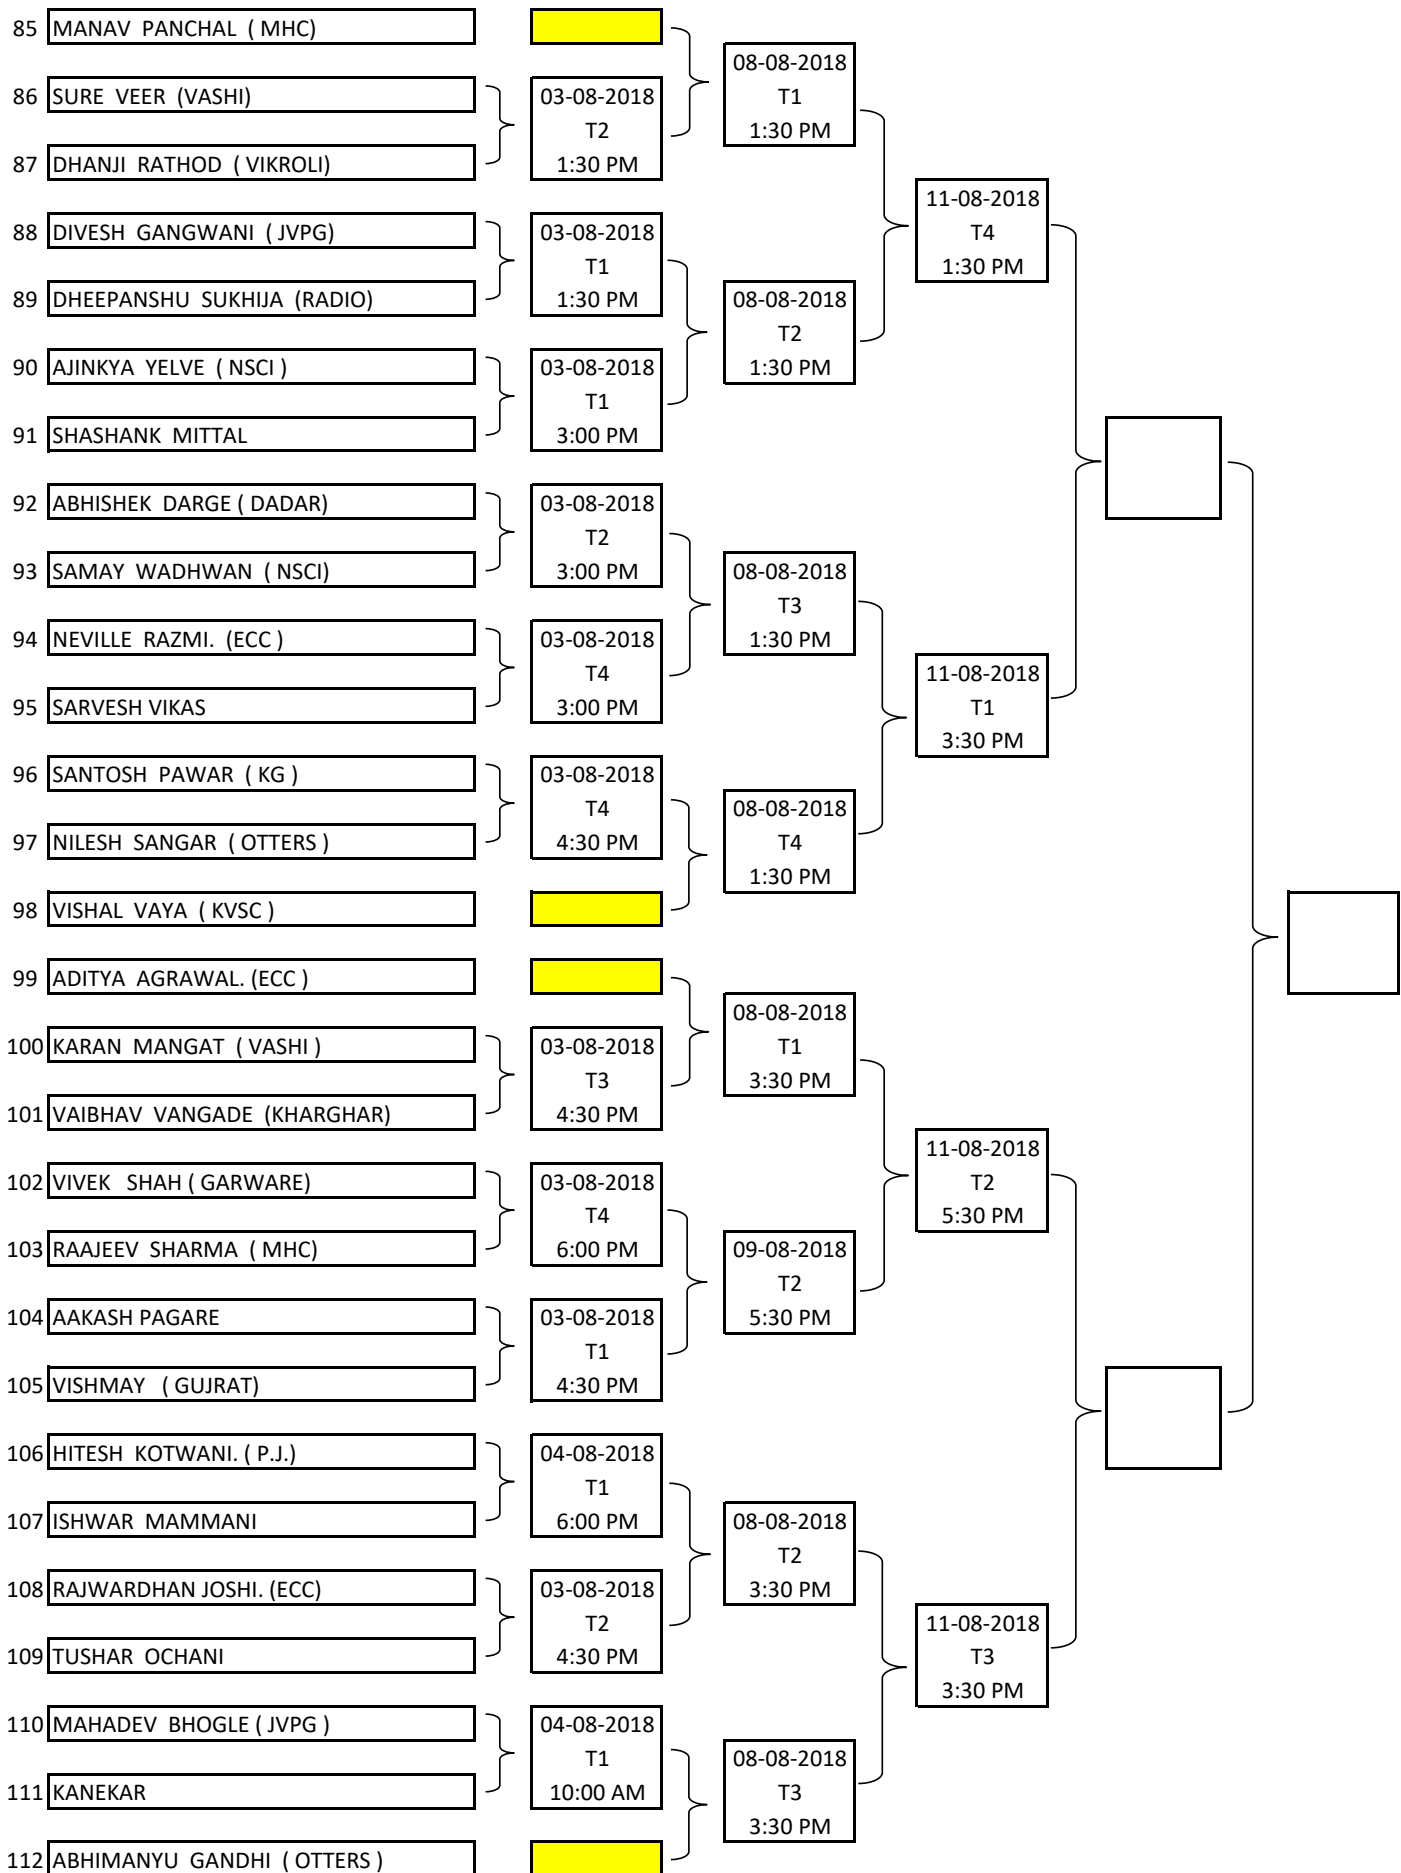 85 MANAV PANCHAL ( MHC)
08-08-2018
T1
1:30 PM
86 SURE VEER (VASHI)
03-08-2018
T2
1:30 PM
87 DHANJI RATHOD ( VIKROLI)
11-08-2018
T4
1:30 PM
88 DIVESH GANGWANI ( JVPG)
03-08-2018
T1
1:30 PM
89 DHEEPANSHU SUKHIJA (RADIO)
08-08-2018
T2
1:30 PM
90 AJINKYA YELVE ( NSCI )
03-08-2018
T1
3:00 PM
91 SHASHANK MITTAL
92 ABHISHEK DARGE ( DADAR)
03-08-2018
T2
3:00 PM
93 SAMAY WADHWAN ( NSCI)
08-08-2018
T3
1:30 PM
94 NEVILLE RAZMI. (ECC )
03-08-2018
T4
3:00 PM
95 SARVESH VIKAS
11-08-2018
T1
3:30 PM
96 SANTOSH PAWAR ( KG )
03-08-2018
T4
4:30 PM
97 NILESH SANGAR ( OTTERS )
08-08-2018
T4
1:30 PM
98 VISHAL VAYA ( KVSC )
99 ADITYA AGRAWAL. (ECC )
08-08-2018
T1
3:30 PM
100 KARAN MANGAT ( VASHI )
03-08-2018
T3
4:30 PM
101 VAIBHAV VANGADE (KHARGHAR)
11-08-2018
T2
5:30 PM
102 VIVEK SHAH ( GARWARE)
03-08-2018
T4
6:00 PM
103 RAAJEEV SHARMA ( MHC)
09-08-2018
T2
5:30 PM
104 AAKASH PAGARE
03-08-2018
T1
4:30 PM
105 VISHMAY ( GUJRAT)
106 HITESH KOTWANI. ( P.J.)
04-08-2018
T1
6:00 PM
107 ISHWAR MAMMANI
08-08-2018
T2
3:30 PM
108 RAJWARDHAN JOSHI. (ECC)
03-08-2018
T2
4:30 PM
109 TUSHAR OCHANI
11-08-2018
T3
3:30 PM
110 MAHADEV BHOGLE ( JVPG )
04-08-2018
T1
10:00 AM
111 KANEKAR
08-08-2018
T3
3:30 PM
112 ABHIMANYU GANDHI ( OTTERS )